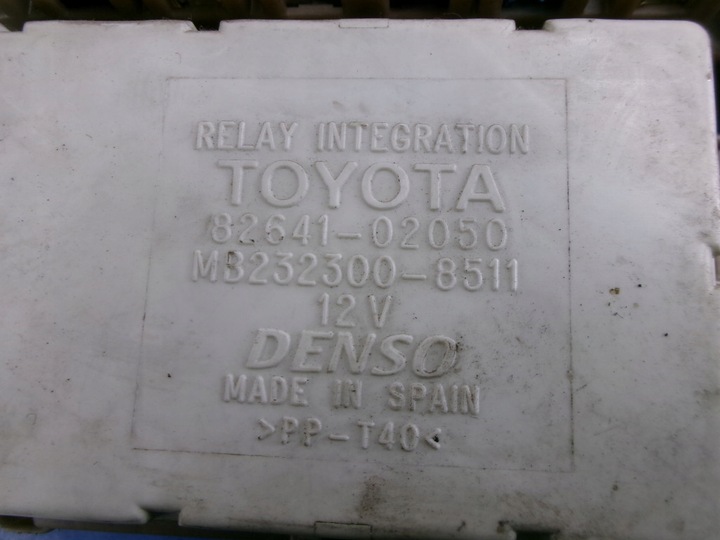 RELAY INTEGRATION
TOYOTA
82641-02050
MB232300-8511
12V
DENSO
MADE IN SPAIN
>PP-T40<